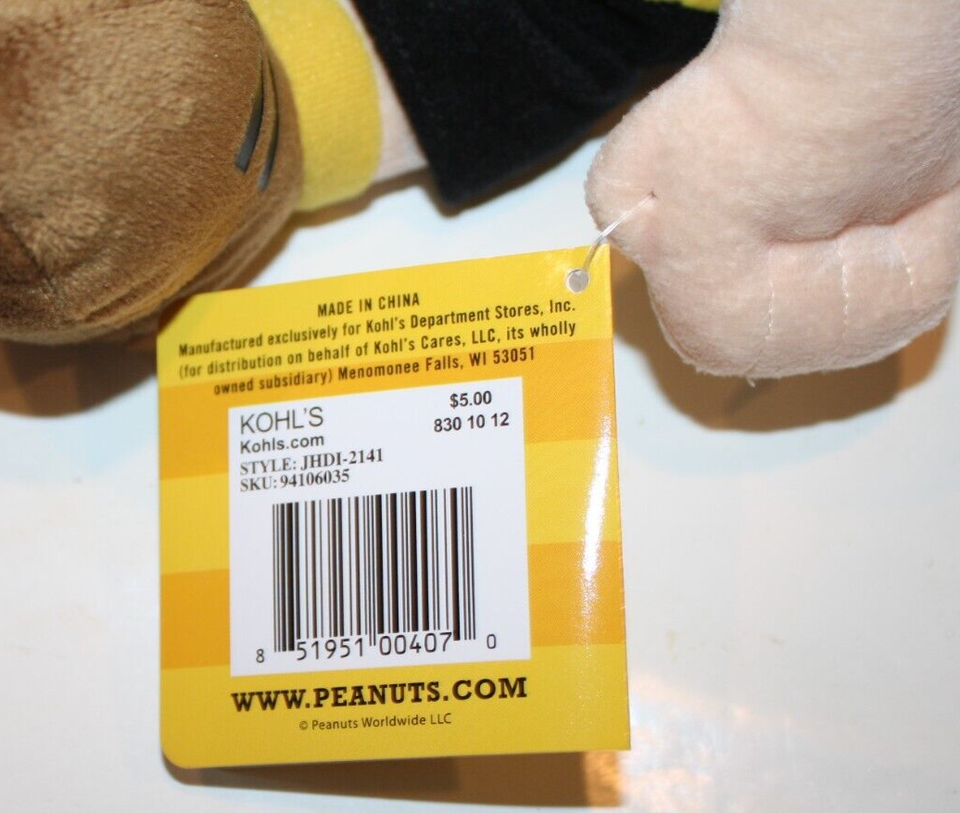 MADE IN CHINA
Manufactured exclusively for Kohl's Department Stores, Inc.
(for distribution on behalf of Kohl's Cares, LLC, its wholly
owned subsidiary) Menomonee Falls, WI 53051
KOHL'S $5.00
Kohls.com 830 10 12
STYLE: JHDI-2141
SKU: 94106035
8 51951 00407 0
WWW.PEANUTS.COM
© Peanuts Worldwide LLC